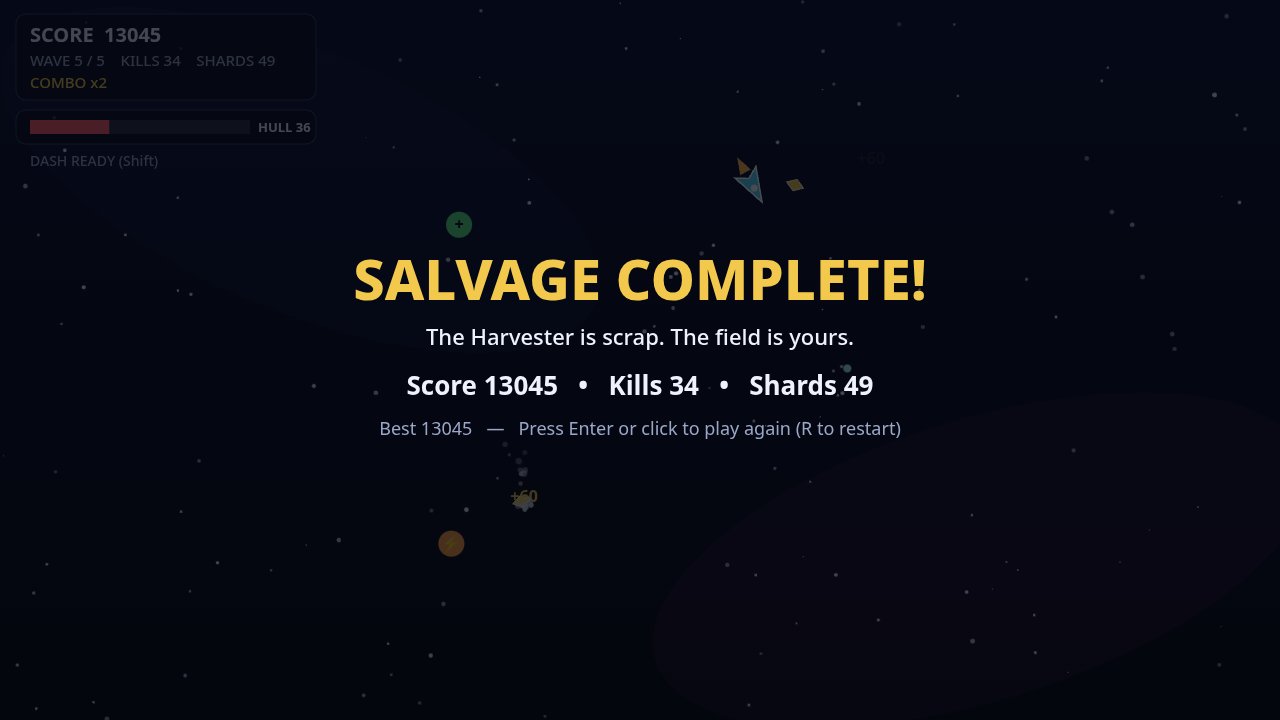 SCORE 13045
WAVE 5 / 5 KILLS 34 SHARDS 49
COMBO x2
HULL 36
DASH READY (Shift)
+60
+
SALVAGE COMPLETE!
The Harvester is scrap. The field is yours.
Score 13045 • Kills 34 • Shards 49
Best 13045 — Press Enter or click to play again (R to restart)
+60